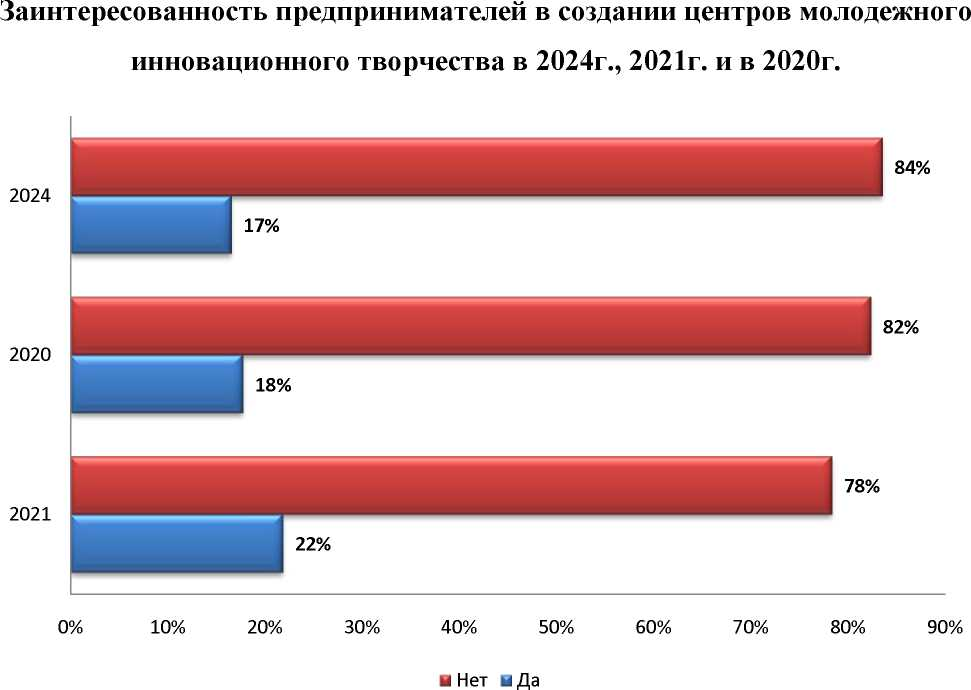 Заинтересованность предпринимателей в создании центров молодежного
инновационного творчества в 2024г., 2021г. и в 2020г.
84%
2024
17%
82%
2020
18%
78%
2021
22%
0% 10% 20% 30% 40% 50% 60% 70% 80% 90%
Нет Да